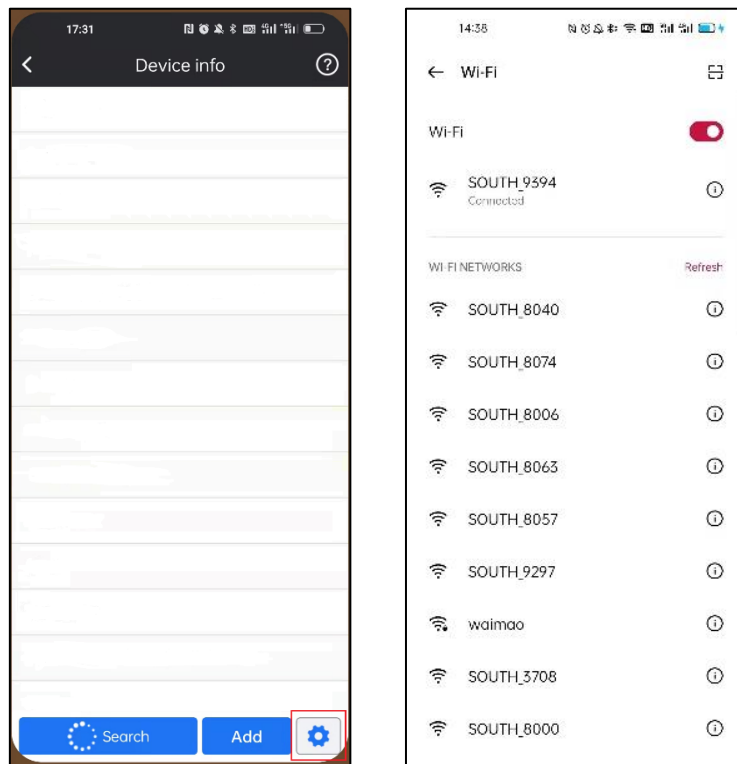 17:31
Device info
Search
Add
14:38
Wi-Fi
Wi-Fi
SOUTH_9394
Connected
WI-FI NETWORKS
Refresh
SOUTH_8040
SOUTH_8074
SOUTH_8006
SOUTH_8063
SOUTH_8057
SOUTH_9297
waimao
SOUTH_3708
SOUTH_8000